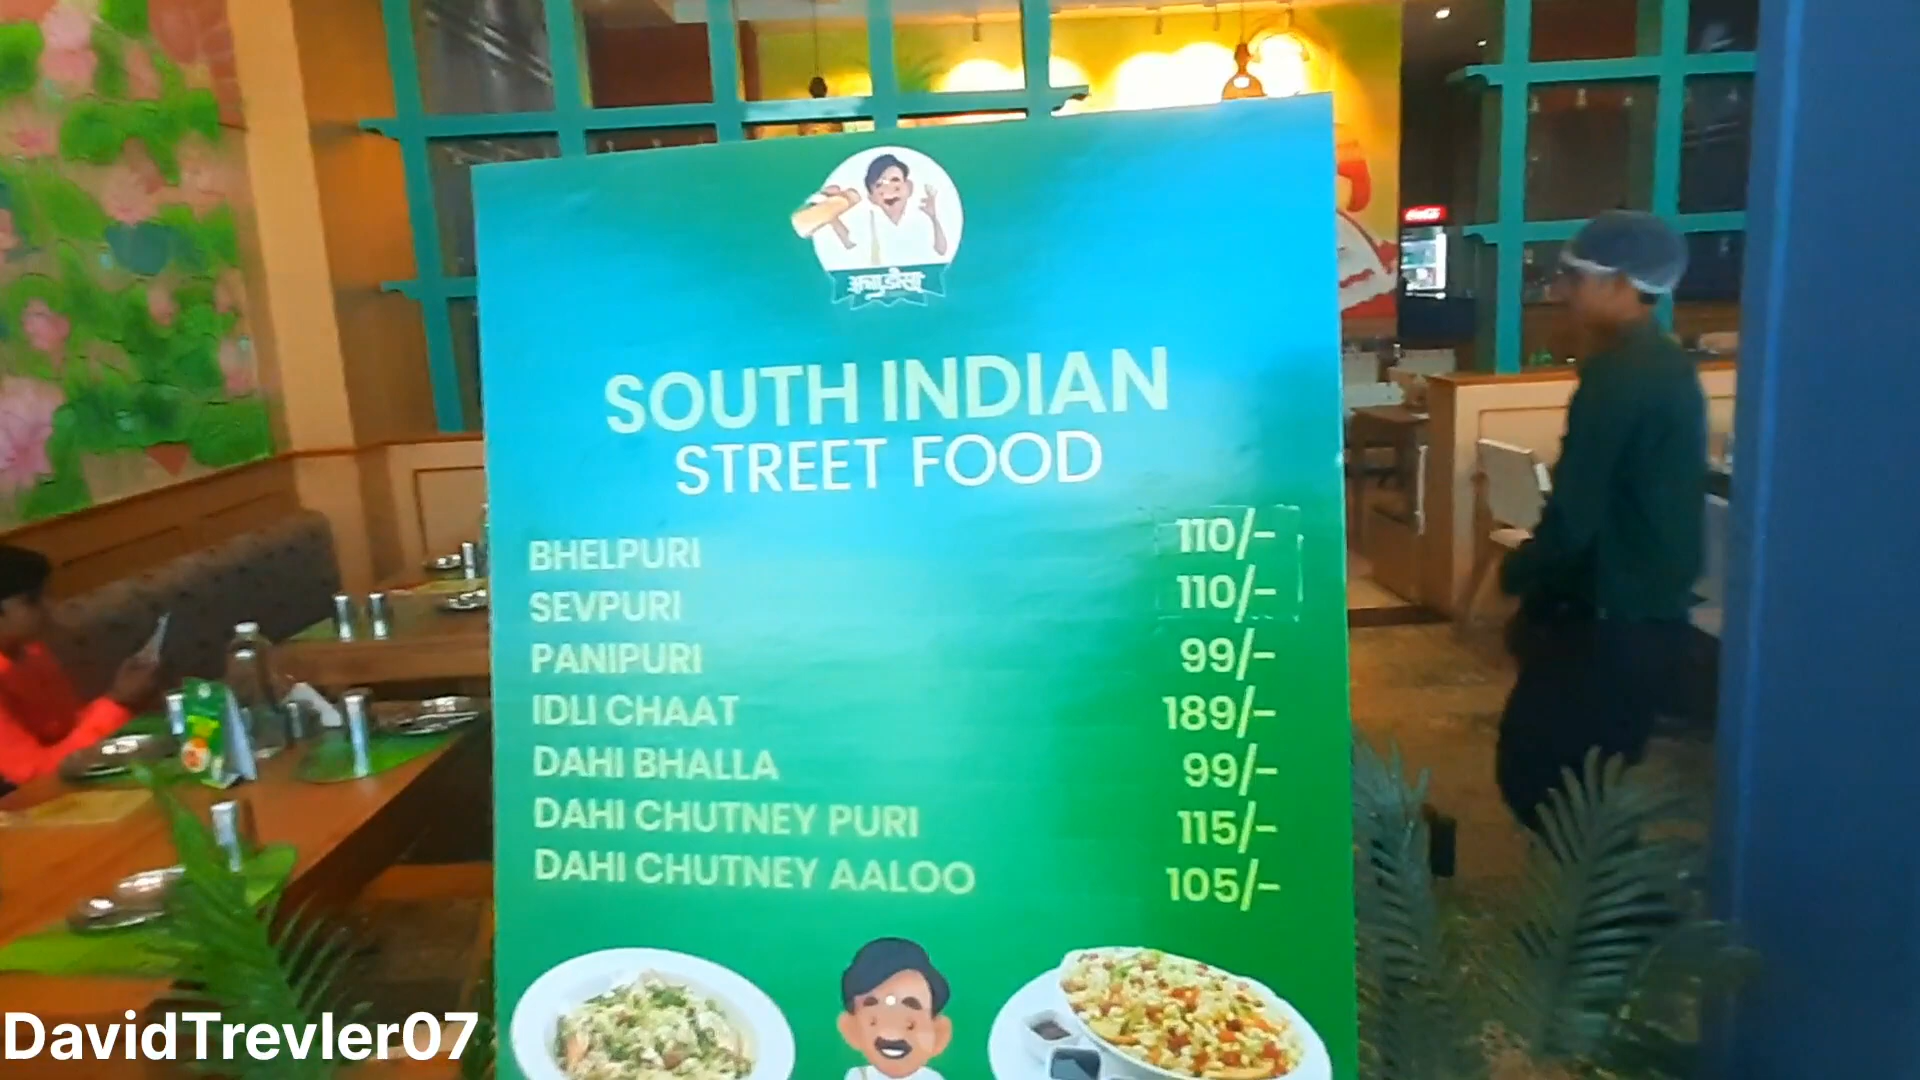 SOUTH INDIAN
STREET FOOD
BHELPURI 110/-
SEVPURI 110/-
PANIPURI 99/-
IDLI CHAAT 189/-
DAHI BHALLA 99/-
DAHI CHUTNEY PURI 115/-
DAHI CHUTNEY AALOO 105/-
DavidTrevler07